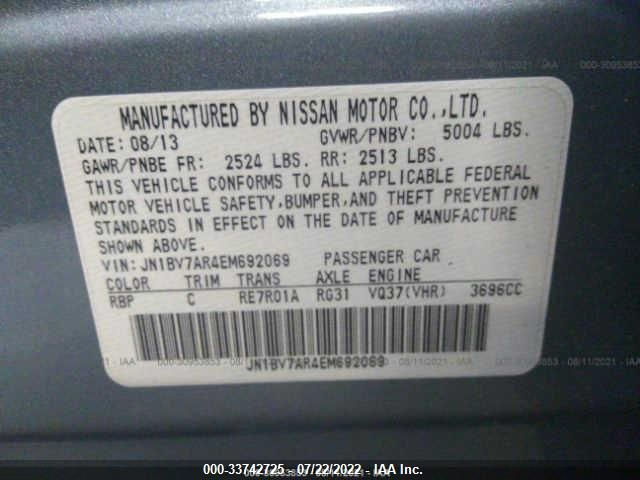 MANUFACTURED BY NISSAN MOTOR CO.,LTD.
DATE: 08/13 GVWR/PNBV: 5004 LBS.
GAWR/PNBE FR: 2524 LBS. RR: 2513 LBS.
THIS VEHICLE CONFORMS TO ALL APPLICABLE FEDERAL
MOTOR VEHICLE SAFETY,BUMPER,AND THEFT PREVENTION
STANDARDS IN EFFECT ON THE DATE OF MANUFACTURE
SHOWN ABOVE.
VIN: JN1BV7AR4EM692069 PASSENGER CAR
COLOR TRIM TRANS AXLE ENGINE
RBP C RE7R01A RG31 VQ37(VHR) 3696CC
JN1BV7AR4EM692069
000-33742725 - 07/22/2022 - IAA Inc.